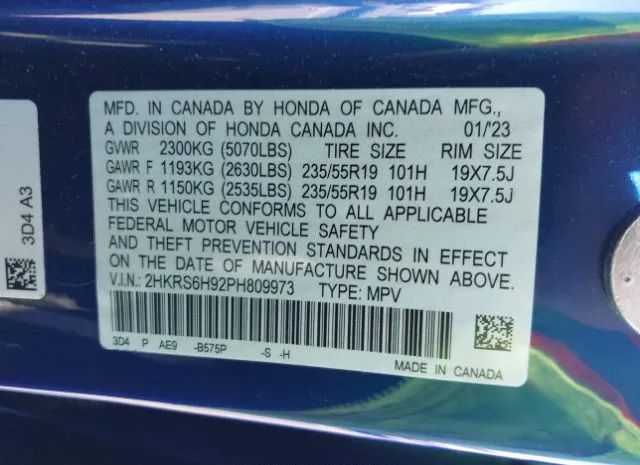 MFD. IN CANADA BY HONDA OF CANADA MFG.,
A DIVISION OF HONDA CANADA INC. 01/'23
GVWR 2300KG (5070LBS) TIRE SIZE RIM SIZE
GAWR F 1193KG (2630LBS) 235/55R19 101H 19X7.5J
GAWR R 1150KG (2535LBS) 235/55R19 101H 19X7.5J
THIS VEHICLE CONFORMS TO ALL APPLICABLE
FEDERAL MOTOR VEHICLE SAFETY
AND THEFT PREVENTION STANDARDS IN EFFECT
ON THE DATE OF MANUFACTURE SHOWN ABOVE.
V.I.N.: 2HKRS6H92PH809973 TYPE: MPV
3D4 P AE9 -B575P -S -H
MADE IN CANADA
3D4 A3